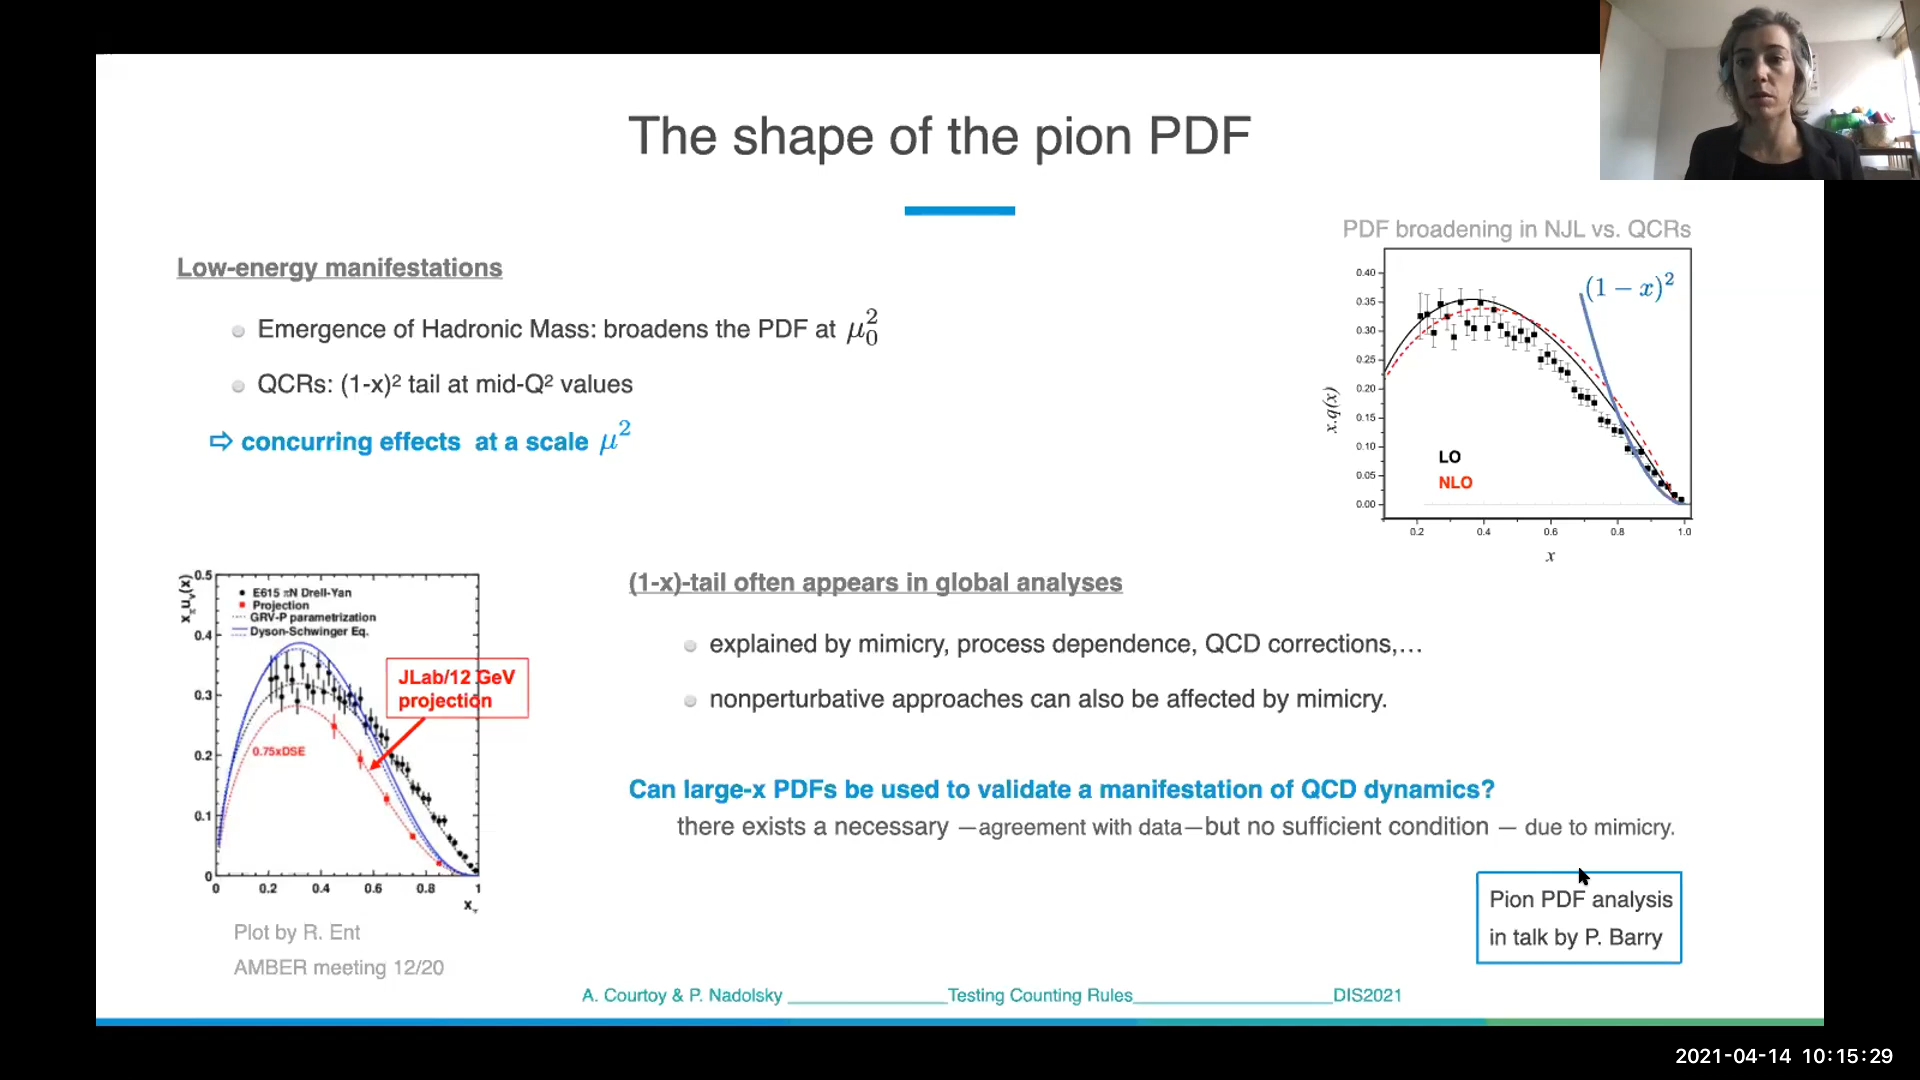 The shape of the pion PDF
Low-energy manifestations
Emergence of Hadronic Mass: broadens the PDF at μ₀²
QCRs: (1-x)² tail at mid-Q² values
⇨ concurring effects at a scale μ²
PDF broadening in NJL vs. QCRs
(1 − x)²
0.40
0.35
0.30
0.25
0.20
0.15
0.10
0.05
0.00
x.q(x)
LO
NLO
0.2 0.4 0.6 0.8 1.0
x
0.5
0.4
0.3
0.2
0.1
0
E615 πN Drell-Yan
Projection
GRV-P parametrization
Dyson-Schwinger Eq.
JLab/12 GeV
projection
0.75xDSE
0 0.2 0.4 0.6 0.8 1
Plot by R. Ent
AMBER meeting 12/20
(1-x)-tail often appears in global analyses
explained by mimicry, process dependence, QCD corrections,…
nonperturbative approaches can also be affected by mimicry.
Can large-x PDFs be used to validate a manifestation of QCD dynamics?
there exists a necessary —agreement with data—but no sufficient condition — due to mimicry.
Pion PDF analysis
in talk by P. Barry
A. Courtoy & P. Nadolsky ________________Testing Counting Rules____________________DIS2021
2021-04-14 10:15:29